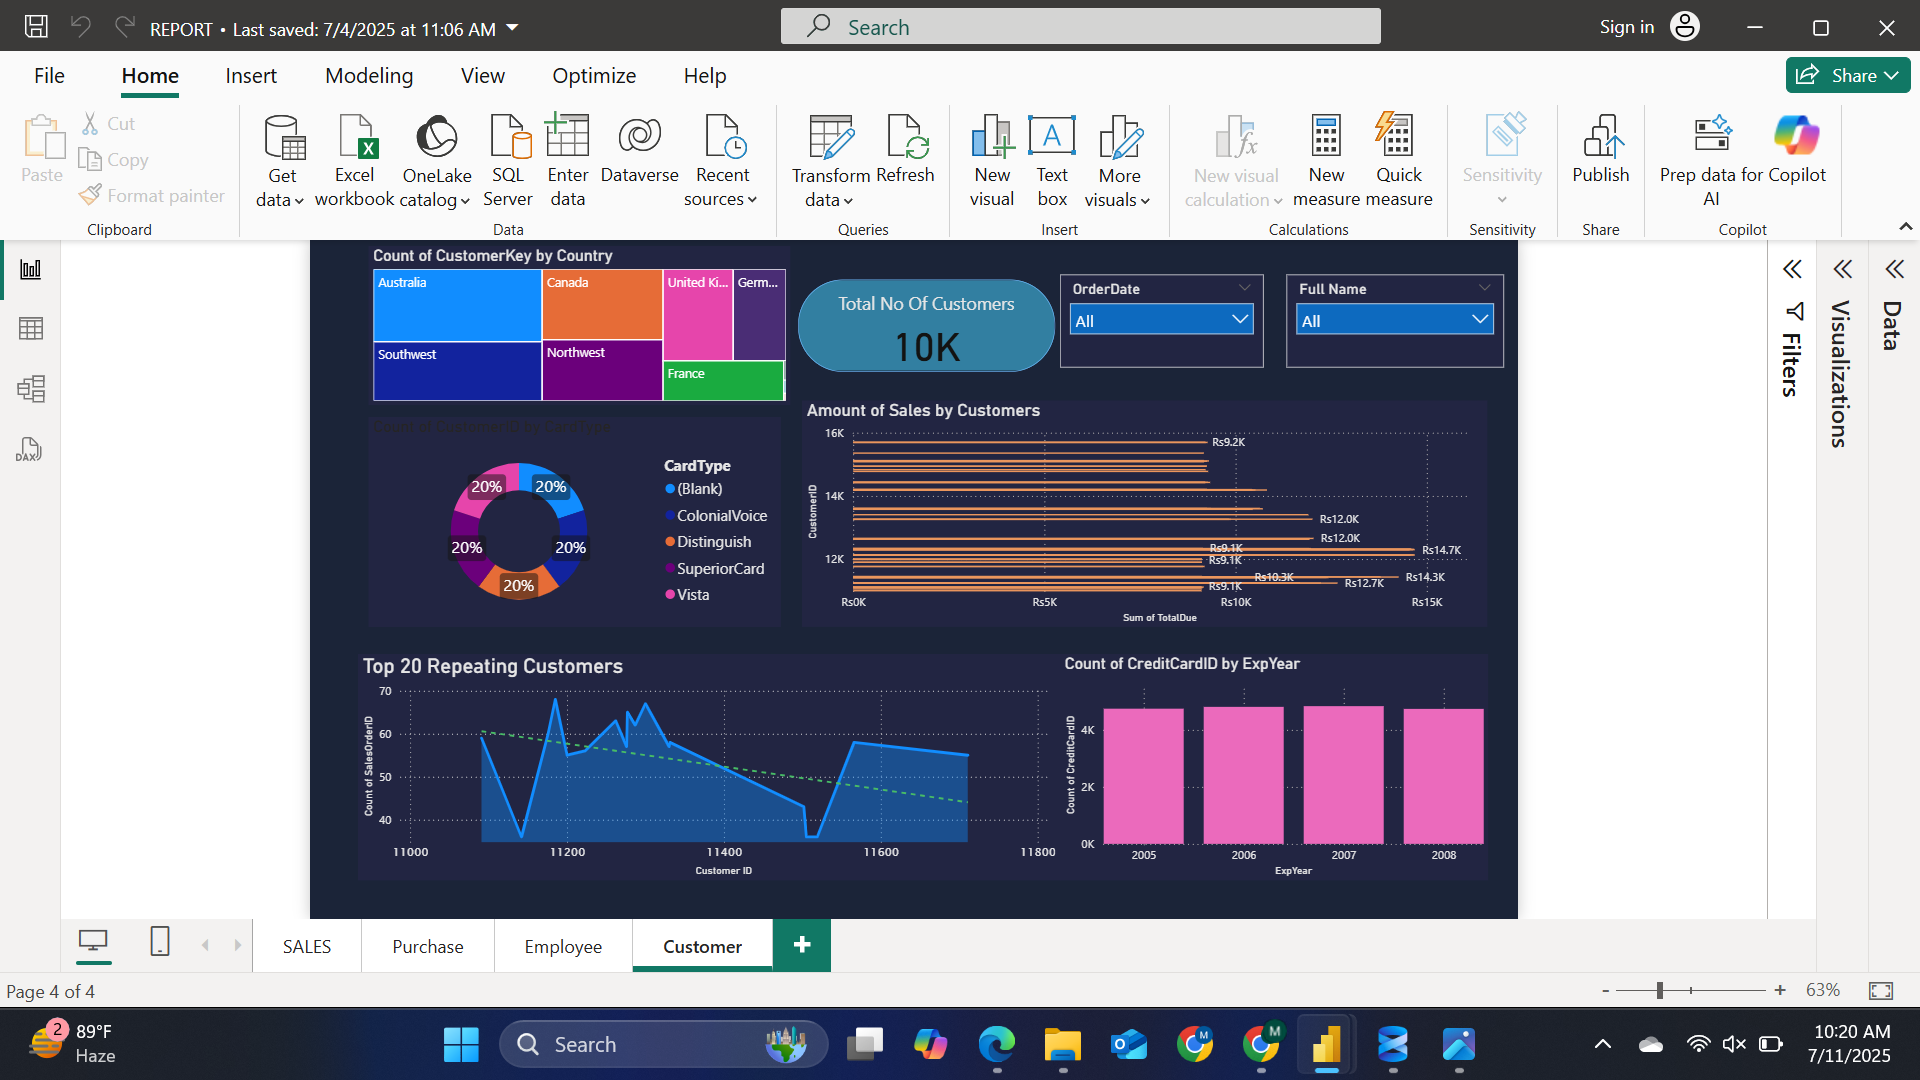 REPORT • Last saved: 7/4/2025 at 11:06 AM
Search
Sign in
File Home Insert Modeling View Optimize Help
Share
Paste
Cut
Copy
Format painter
Clipboard
Get data
Excel workbook
OneLake catalog
SQL Server
Enter data
Dataverse
Recent sources
Data
Transform data
Refresh
Queries
New visual
Text box
More visuals
Insert
New visual calculation
New measure
Quick measure
Calculations
Sensitivity
Sensitivity
Publish
Share
Prep data for AI
Copilot
Copilot
DAX
Count of CustomerKey by Country
Australia
Canada
United Ki...
Germ...
Southwest
Northwest
France
Total No Of Customers
10K
OrderDate
All
Full Name
All
Filters
Visualizations
Data
Count of CustomerID by CardType
20%
20%
20%
20%
20%
CardType
(Blank)
ColonialVoice
Distinguish
SuperiorCard
Vista
Amount of Sales by Customers
CustomerID
16K
14K
12K
Rs9.2K
Rs12.0K
Rs12.0K
Rs9.1K
Rs14.7K
Rs9.1K
Rs10.3K
Rs14.3K
Rs12.7K
Rs9.1K
Rs0K Rs5K Rs10K Rs15K
Sum of TotalDue
Top 20 Repeating Customers
Count of SalesOrderID
70
60
50
40
11000 11200 11400 11600 11800
Customer ID
Count of CreditCardID by ExpYear
Count of CreditCardID
4K
2K
0K
2005 2006 2007 2008
ExpYear
SALES Purchase Employee Customer +
Page 4 of 4
- + 63%
2
89°F
Haze
Search
M
M
10:20 AM
7/11/2025